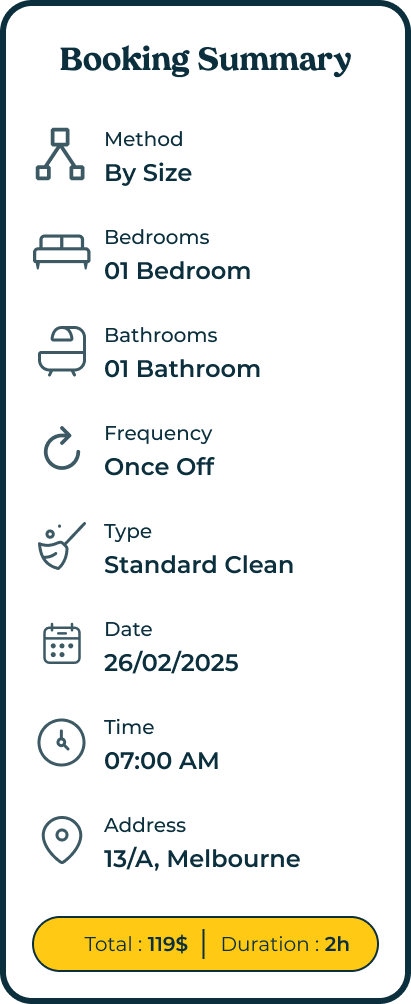 Booking Summary
Method
By Size
Bedrooms
01 Bedroom
Bathrooms
01 Bathroom
Frequency
Once Off
Type
Standard Clean
Date
26/02/2025
Time
07:00 AM
Address
13/A, Melbourne
Total : 119$ | Duration : 2h